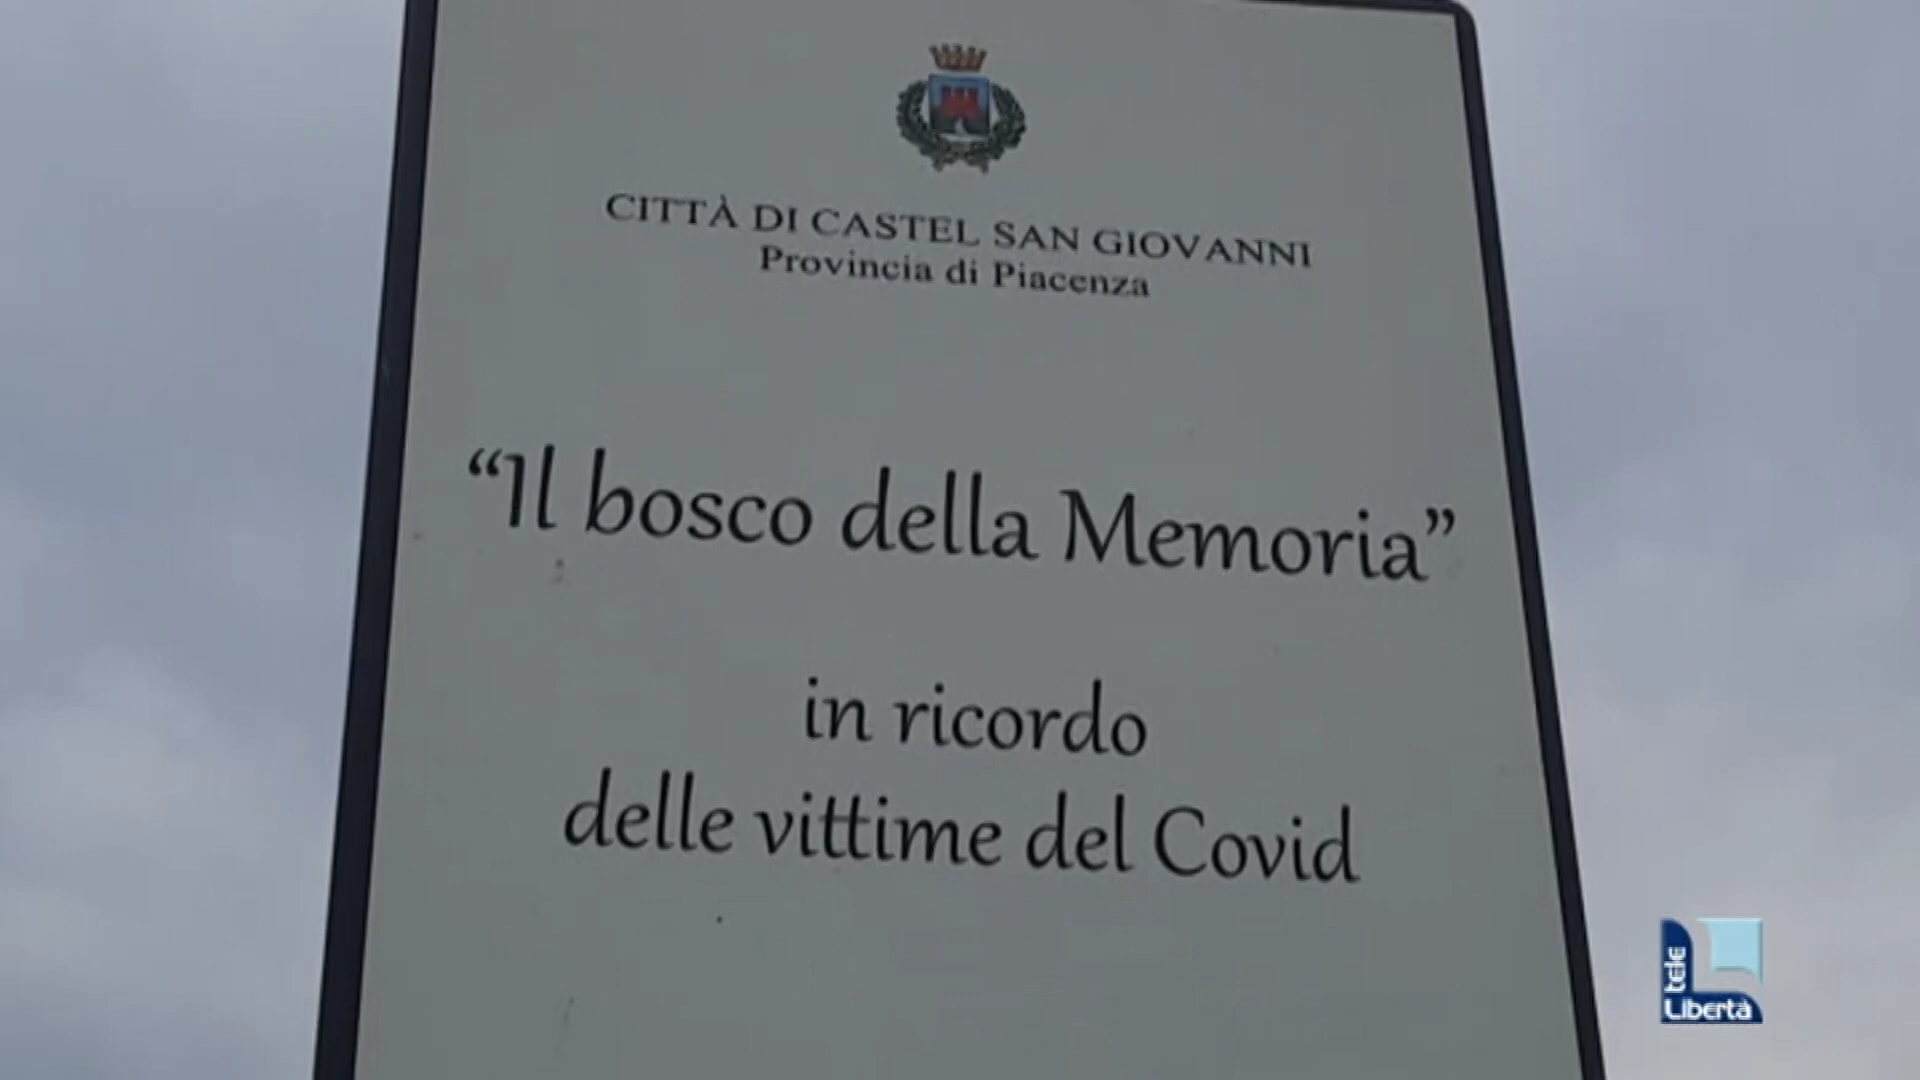 CITTÀ DI CASTEL SAN GIOVANNI
Provincia di Piacenza
“Il bosco della Memoria”
in ricordo
delle vittime del Covid
tele
Libertà